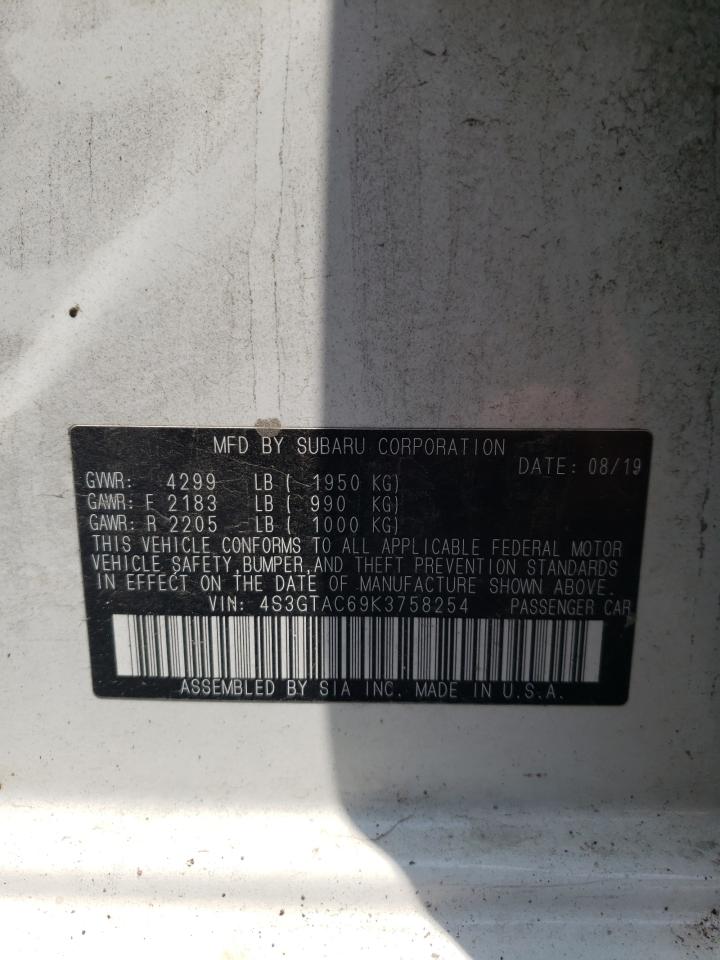 MFD BY SUBARU CORPORATION
DATE: 08/19
GVWR: 4299 LB ( 1950 KG)
GAWR: F 2183 LB ( 990 KG)
GAWR: R 2205 LB ( 1000 KG)
THIS VEHICLE CONFORMS TO ALL APPLICABLE FEDERAL MOTOR
VEHICLE SAFETY,BUMPER,AND THEFT PREVENTION STANDARDS
IN EFFECT ON THE DATE OF MANUFACTURE SHOWN ABOVE.
VIN: 4S3GTAC69K3758254 PASSENGER CAR
ASSEMBLED BY SIA INC. MADE IN U.S.A.